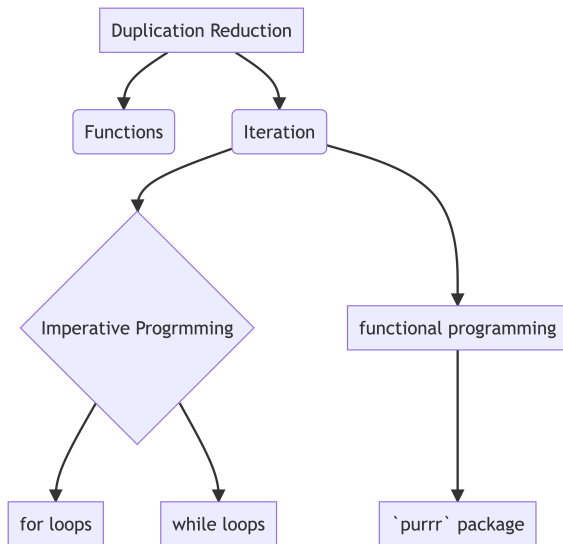 Duplication Reduction
Functions
Iteration
Imperative Progrmming
functional programming
for loops
while loops
`purrr` package